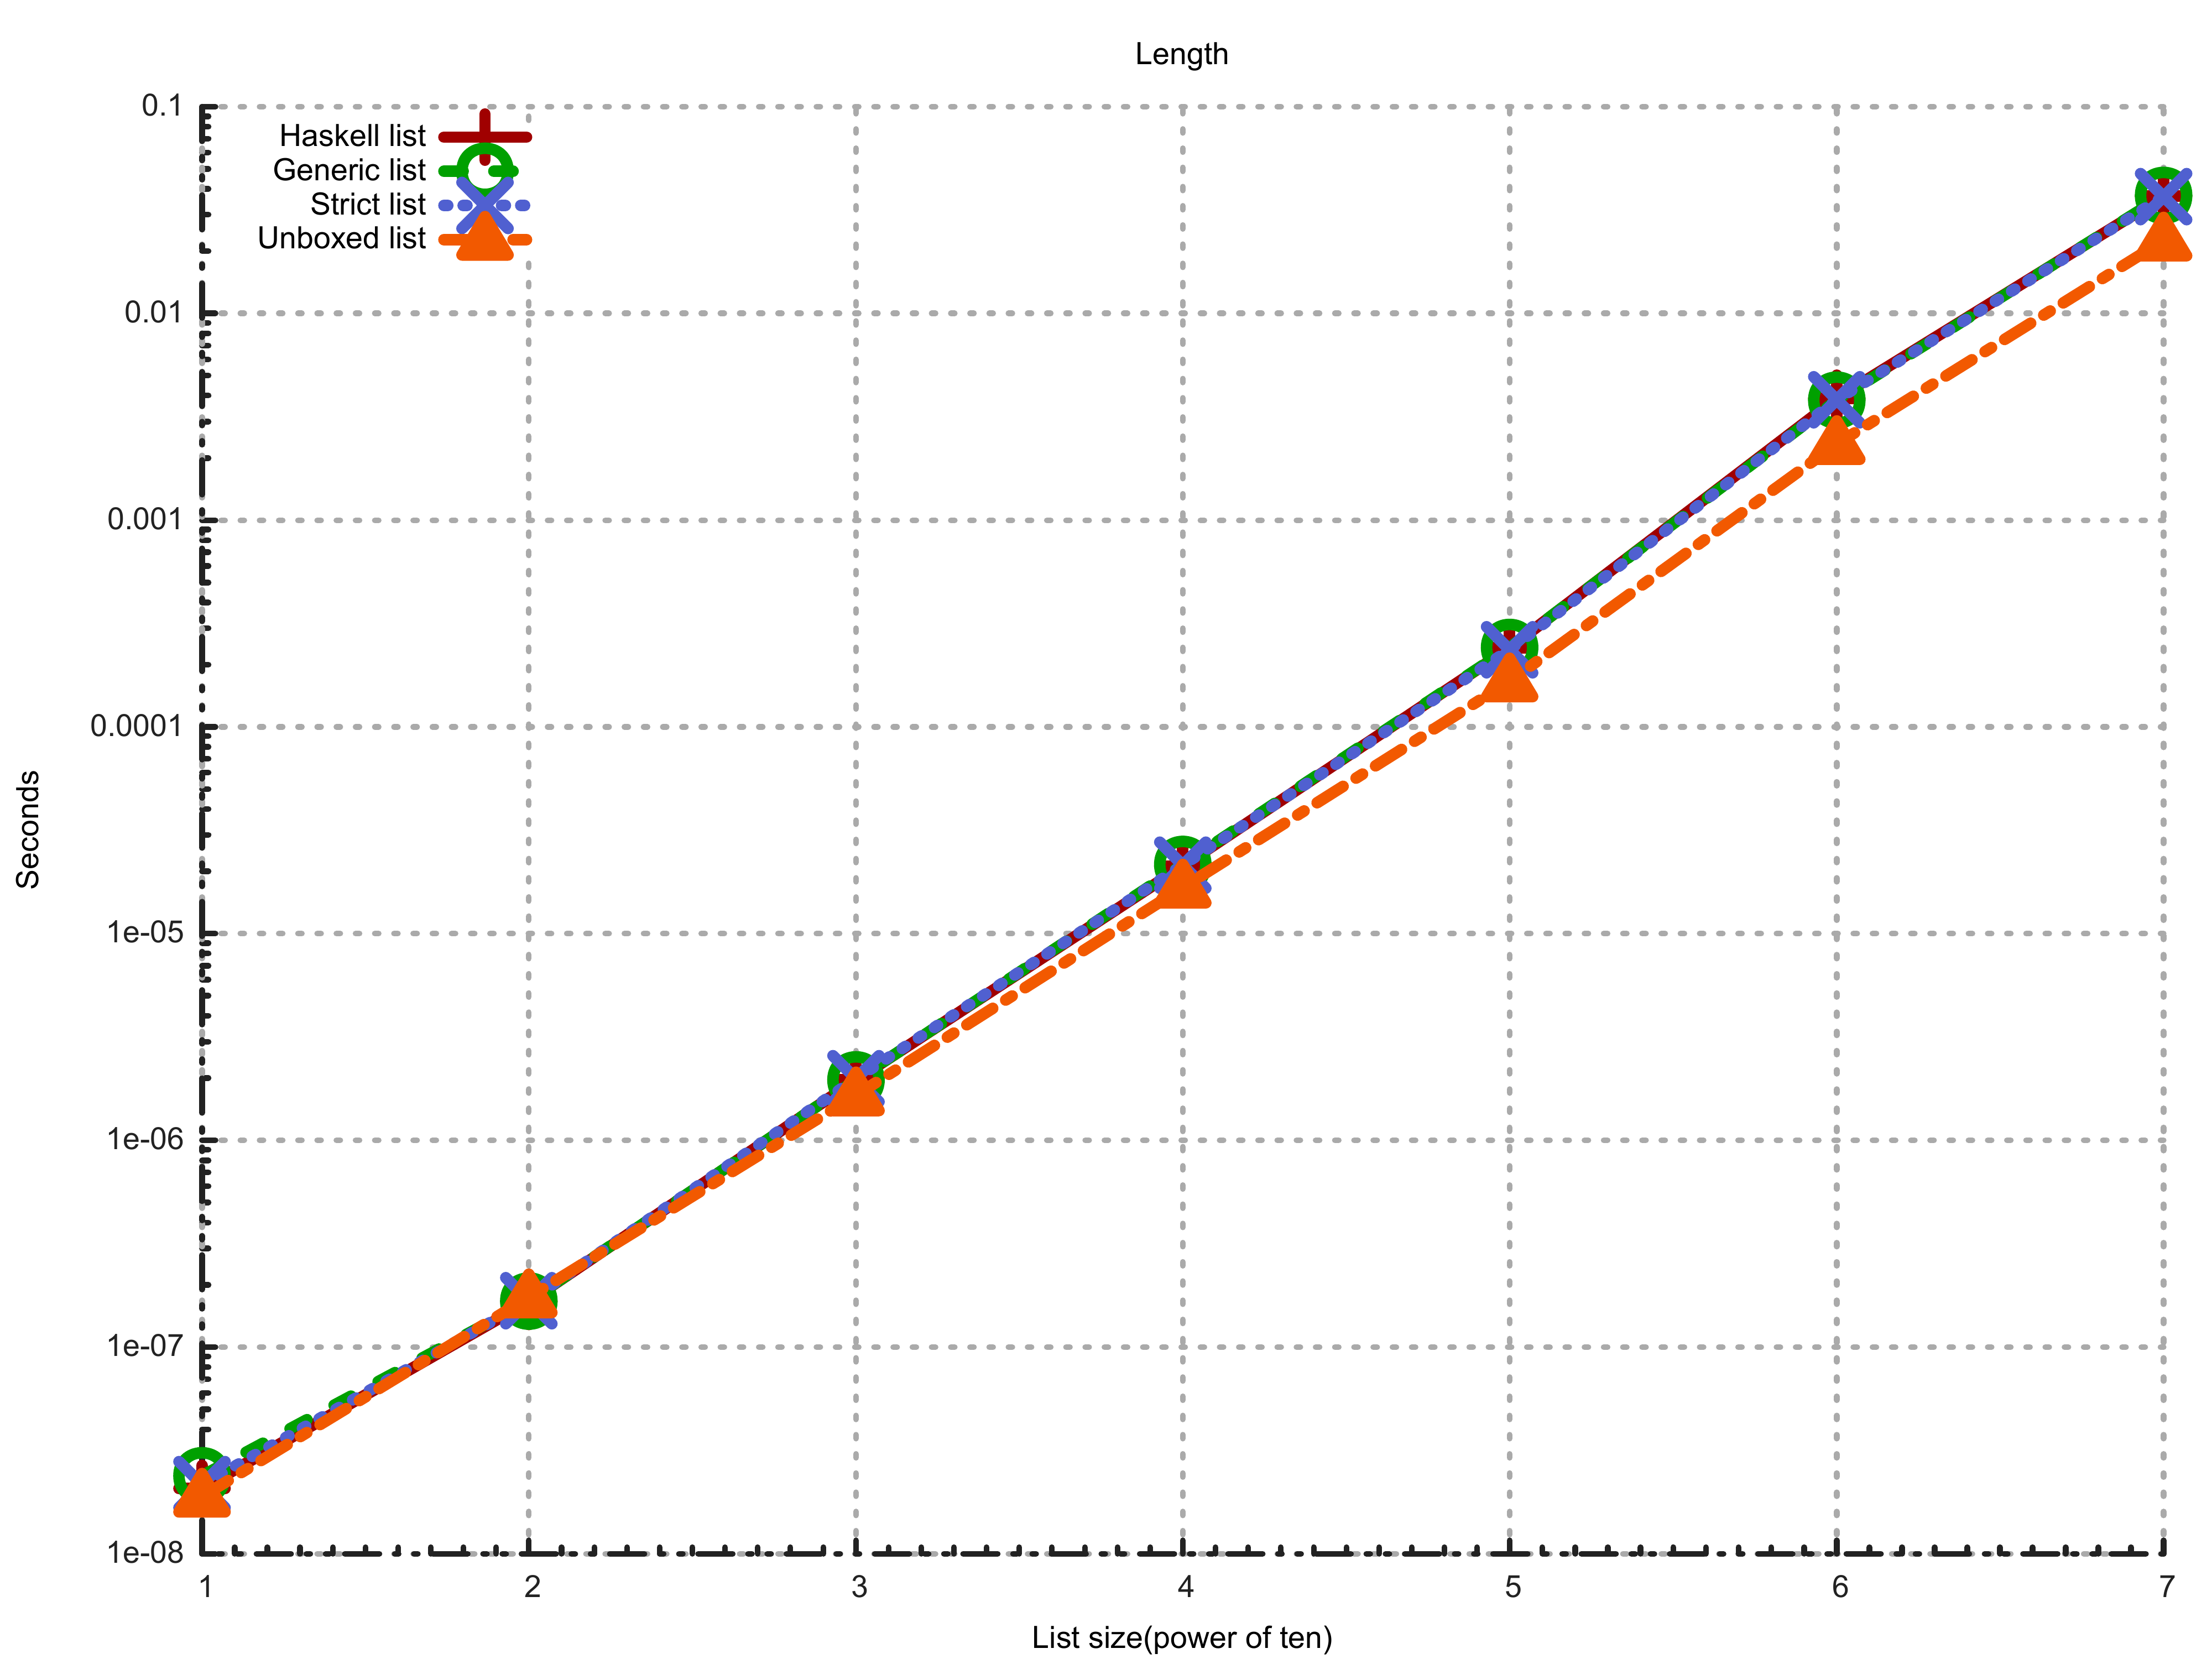 Length
0.1
Haskell list
Generic list
Strict list
Unboxed list
0.01
0.001
0.0001
Seconds
1e-05
1e-06
1e-07
1e-08
1 2 3 4 5 6 7
List size(power of ten)